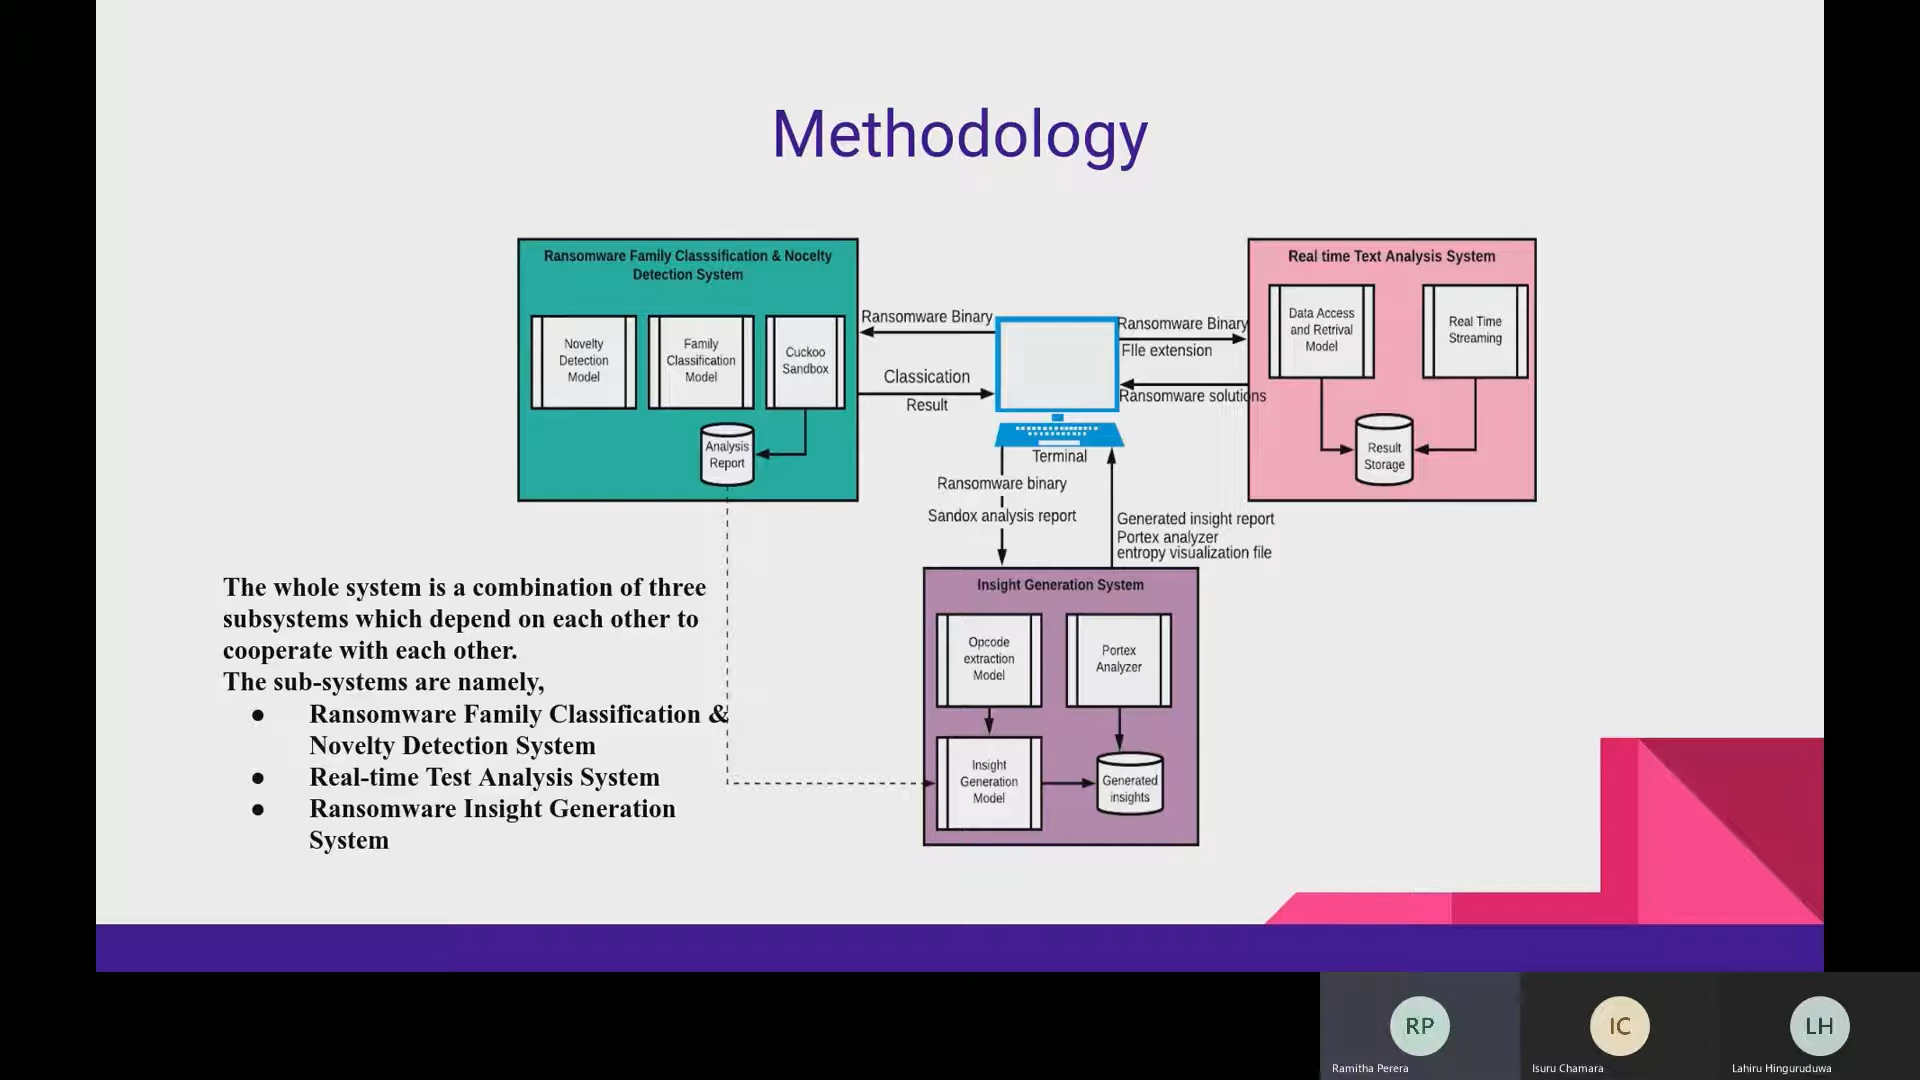 Methodology
Ransomware Family Classsification & Nocelty
Detection System
Novelty
Detection
Model
Family
Classification
Model
Cuckoo
Sandbox
Analysis
Report
Ransomware Binary
Classication
Result
Terminal
Ransomware Binary
FIle extension
Ransomware solutions
Real time Text Analysis System
Data Access
and Retrival
Model
Real Time
Streaming
Result
Storage
Ransomware binary
Sandox analysis report
Generated insight report
Portex analyzer
entropy visualization file
Insight Generation System
Opcode
extraction
Model
Portex
Analyzer
Insight
Generation
Model
Generated
insights
The whole system is a combination of three
subsystems which depend on each other to
cooperate with each other.
The sub-systems are namely,
● Ransomware Family Classification &
Novelty Detection System
● Real-time Test Analysis System
● Ransomware Insight Generation
System
RP
Ramitha Perera
IC
Isuru Chamara
LH
Lahiru Hinguruduwa